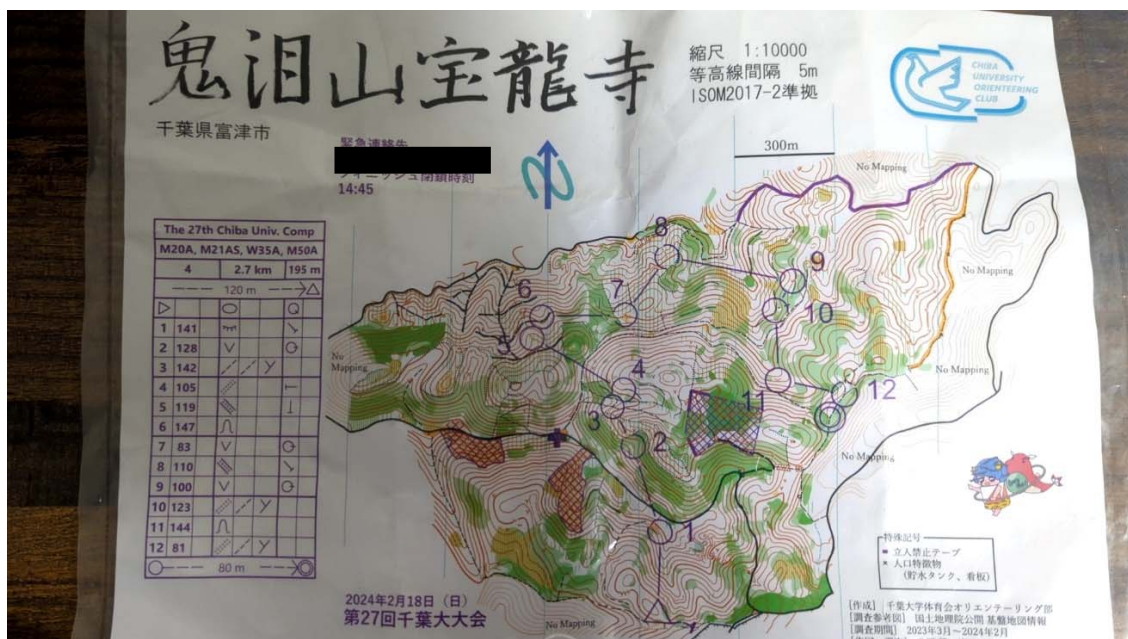 鬼泪山宝龍寺
縮尺 1:10000
等高線間隔 5m
ISOM2017-2準拠
CHIBA
UNIVERSITY
ORIENTEERING
CLUB
千葉県富津市
緊急連絡先
フィニッシュ閉鎖時刻
14:45
300m
No Mapping
The 27th Chiba Univ. Comp
M20A, M21AS, W35A, M50A
4 2.7 km 195 m
120 m
1 141
2 128
3 142
4 105
5 119
6 147
7 83
8 110
9 100
10 123
11 144
12 81
80 m
8
9
6
7
10
5
4
3
11
12
2
1
No Mapping
No Mapping
No Mapping
No Mapping
No Mapping
特殊記号
立入禁止テープ
人口特徴物
(貯水タンク、看板)
2024年2月18日(日)
第27回千葉大大会
[作成] 千葉大学体育会オリエンテーリング部
[調査参考図] 国土地理院公開 基盤地図情報
[調査期間] 2023年3月~2024年2月